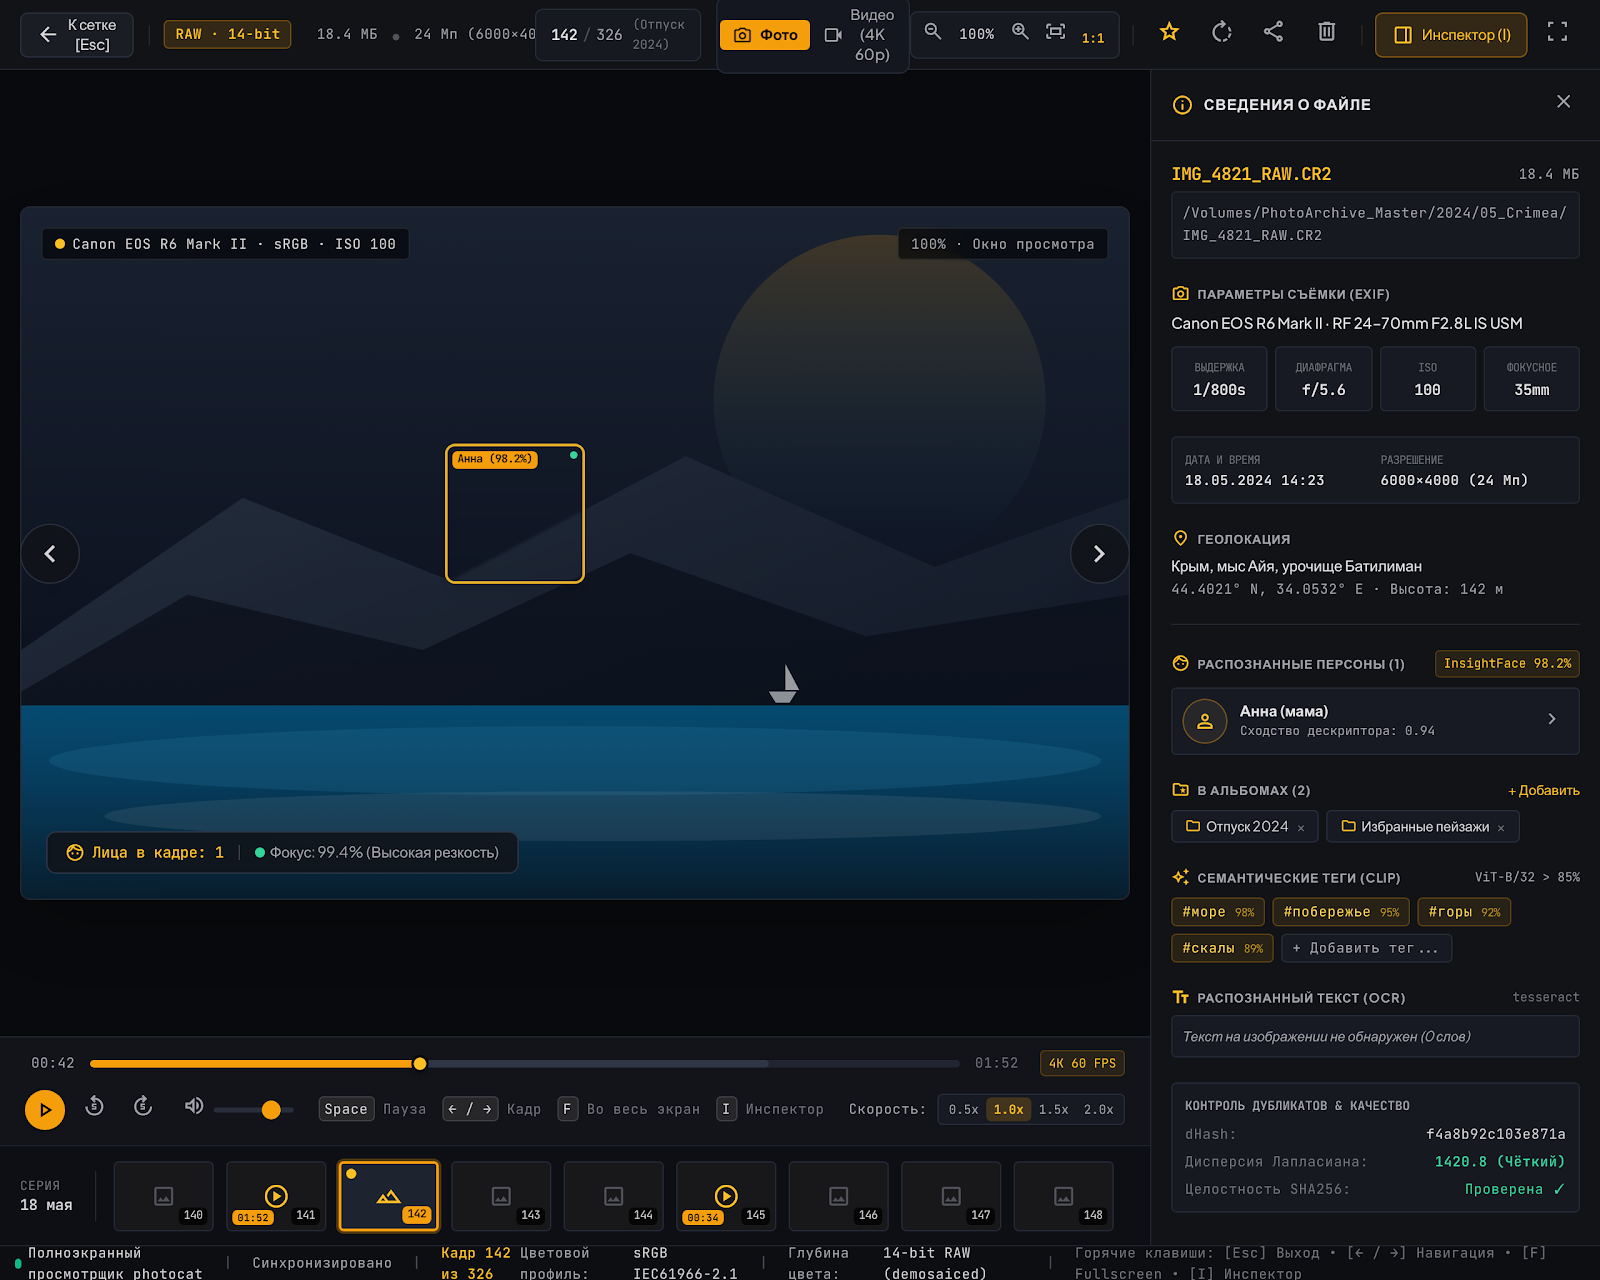 К сетке
[Esc]
RAW · 14-bit
18.4 МБ
24 Мп (6000×40
142 / 326
(Отпуск
2024)
Фото
Видео
(4K
60p)
100%
1:1
Инспектор (I)
Canon EOS R6 Mark II · sRGB · ISO 100
100% · Окно просмотра
Анна (98.2%)
Лица в кадре: 1
Фокус: 99.4% (Высокая резкость)
00:42
01:52
4K 60 FPS
5
5
Space
Пауза
← / →
Кадр
F
Во весь экран
I
Инспектор
Скорость:
0.5x
1.0x
1.5x
2.0x
СЕРИЯ
18 мая
140
01:52
141
142
143
144
00:34
145
146
147
148
СВЕДЕНИЯ О ФАЙЛЕ
IMG_4821_RAW.CR2
18.4 МБ
/Volumes/PhotoArchive_Master/2024/05_Crimea/
IMG_4821_RAW.CR2
ПАРАМЕТРЫ СЪЁМКИ (EXIF)
Canon EOS R6 Mark II · RF 24–70mm F2.8L IS USM
ВЫДЕРЖКА
1/800s
ДИАФРАГМА
f/5.6
ISO
100
ФОКУСНОЕ
35mm
ДАТА И ВРЕМЯ
18.05.2024 14:23
РАЗРЕШЕНИЕ
6000×4000 (24 Мп)
ГЕОЛОКАЦИЯ
Крым, мыс Айя, урочище Батилиман
44.4021° N, 34.0532° E · Высота: 142 м
РАСПОЗНАННЫЕ ПЕРСОНЫ (1)
InsightFace 98.2%
Анна (мама)
Сходство дескриптора: 0.94
В АЛЬБОМАХ (2)
+ Добавить
Отпуск 2024 ×
Избранные пейзажи ×
СЕМАНТИЧЕСКИЕ ТЕГИ (CLIP)
ViT-B/32 > 85%
#море 98%
#побережье 95%
#горы 92%
#скалы 89%
+ Добавить тег...
Тт РАСПОЗНАННЫЙ ТЕКСТ (OCR)
tesseract
Текст на изображении не обнаружен (0 слов)
КОНТРОЛЬ ДУБЛИКАТОВ & КАЧЕСТВО
dHash:
f4a8b92c103e871a
Дисперсия Лапласиана:
1420.8 (Чёткий)
Целостность SHA256:
Проверена ✓
Полноэкранный
просмотрщик photocat
Синхронизировано
Кадр 142
из 326
Цветовой
профиль:
sRGB
IEC61966-2.1
Глубина
цвета:
14-bit RAW
(demosaiced)
Горячие клавиши: [Esc] Выход • [← / →] Навигация • [F]
Fullscreen • [I] Инспектор